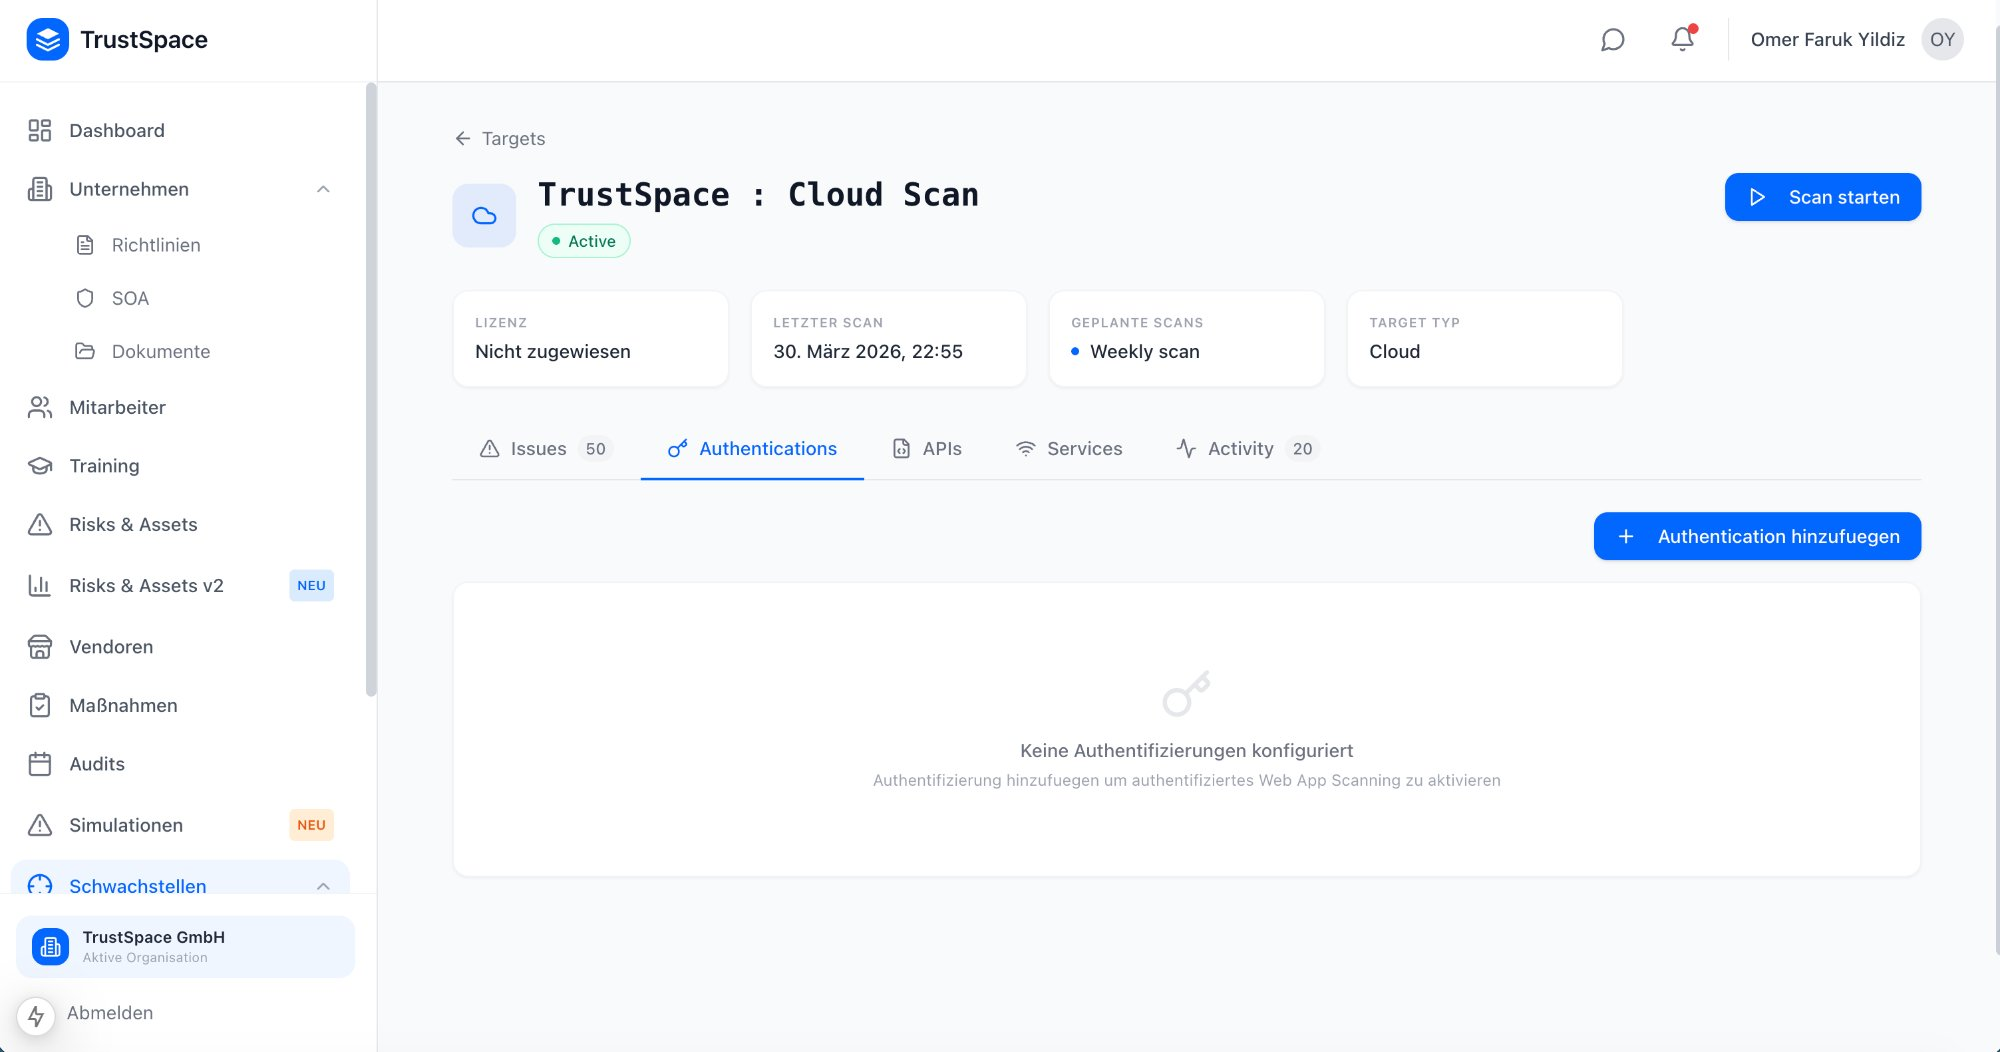 TrustSpace
Omer Faruk Yildiz
OY
Dashboard
Unternehmen
Richtlinien
SOA
Dokumente
Mitarbeiter
Training
Risks & Assets
Risks & Assets v2
NEU
Vendoren
Maßnahmen
Audits
Simulationen
NEU
Schwachstellen
TrustSpace GmbH
Aktive Organisation
Abmelden
Targets
TrustSpace : Cloud Scan
Active
Scan starten
LIZENZ
Nicht zugewiesen
LETZTER SCAN
30. März 2026, 22:55
GEPLANTE SCANS
Weekly scan
TARGET TYP
Cloud
Issues 50
Authentications
APIs
Services
Activity 20
Authentication hinzufuegen
Keine Authentifizierungen konfiguriert
Authentifizierung hinzufuegen um authentifiziertes Web App Scanning zu aktivieren